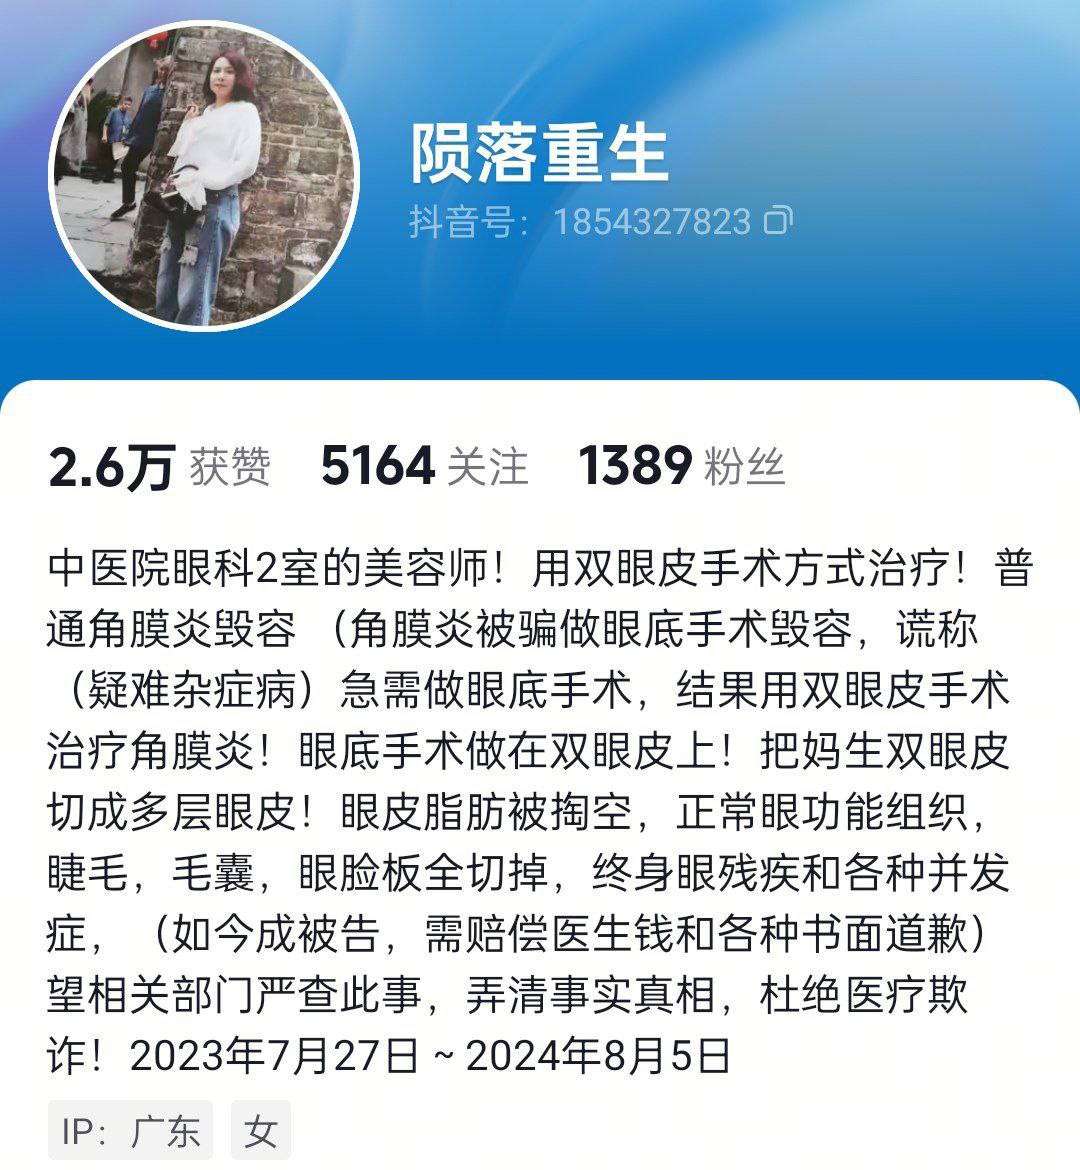 陨落重生
抖音号：1854327823
2.6万 获赞 5164 关注 1389 粉丝
中医院眼科2室的美容师！用双眼皮手术方式治疗！普
通角膜炎毁容 （角膜炎被骗做眼底手术毁容，谎称
（疑难杂症病）急需做眼底手术，结果用双眼皮手术
治疗角膜炎！眼底手术做在双眼皮上！把妈生双眼皮
切成多层眼皮！眼皮脂肪被掏空，正常眼功能组织，
睫毛，毛囊，眼脸板全切掉，终身眼残疾和各种并发
症，（如今成被告，需赔偿医生钱和各种书面道歉）
望相关部门严查此事，弄清事实真相，杜绝医疗欺
诈！2023年7月27日 ~ 2024年8月5日
IP：广东 女